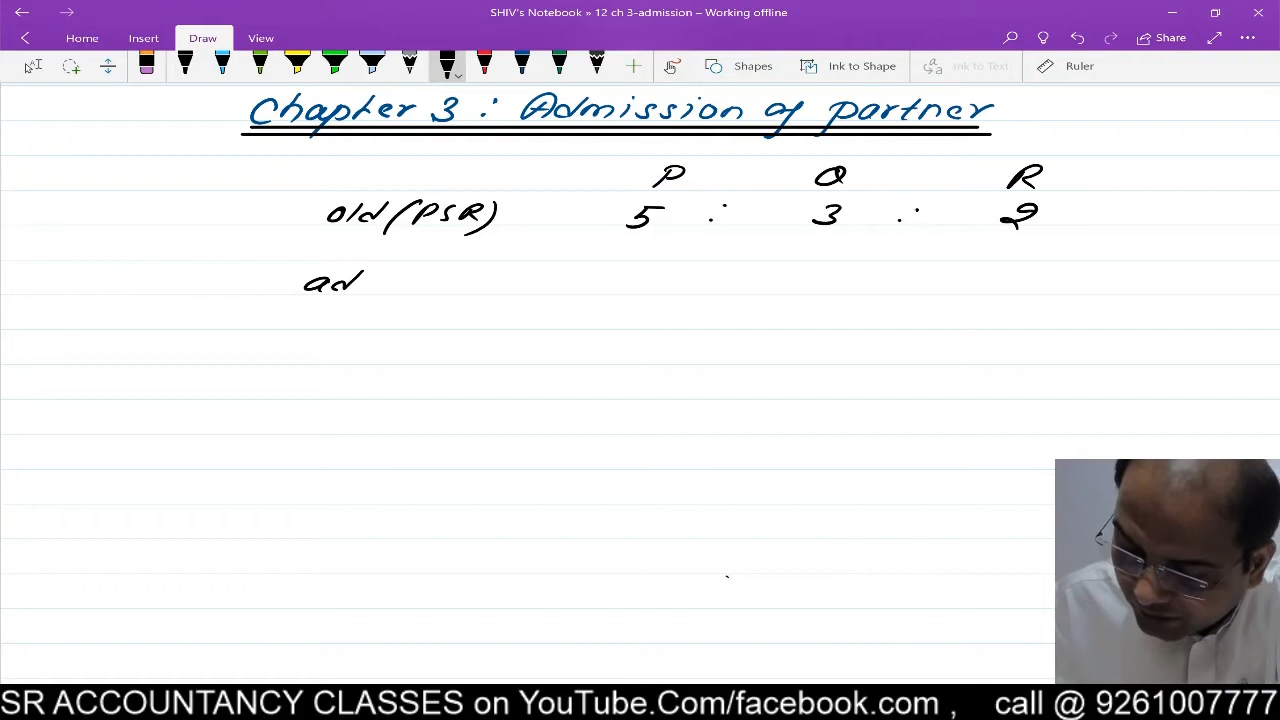 SHIV's Notebook » 12 ch 3-admission – Working offline
Home Insert Draw View Share
Shapes Ink to Shape Ink to Text Ruler
Chapter 3 : Admission of partner
P Q R
old (PSR) 5 : 3 : 2
ad
SR ACCOUNTANCY CLASSES on YouTube.Com/facebook.com , call @ 9261007777